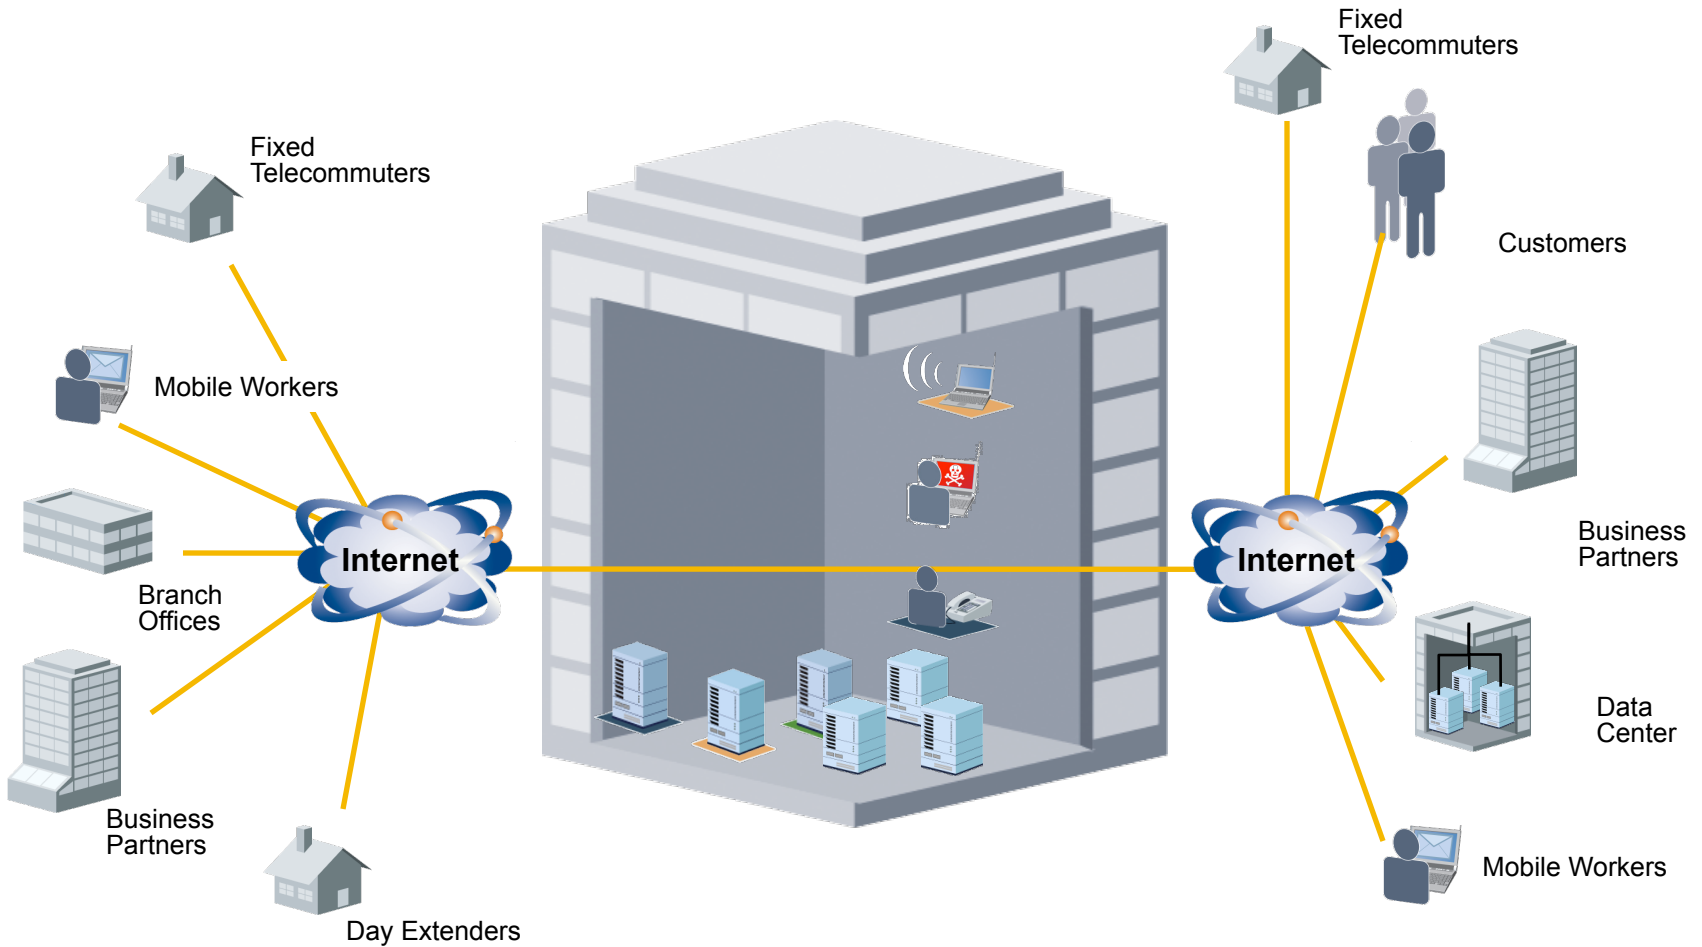 Fixed
Telecommuters
Mobile Workers
Internet
Branch
Offices
Business
Partners
Day Extenders
Fixed
Telecommuters
Customers
Business
Partners
Internet
Data
Center
Mobile Workers